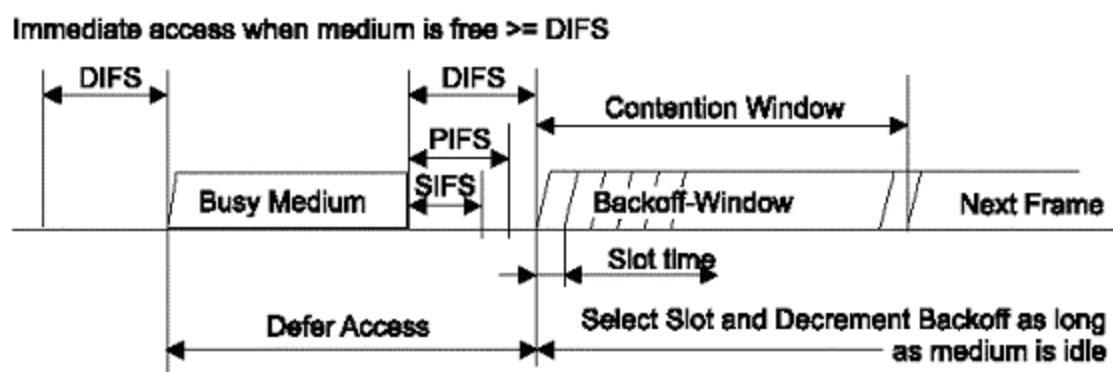 Immediate access when medium is free >= DIFS
DIFS
DIFS
Contention Window
PIFS
SIFS
Busy Medium
Backoff-Window
Next Frame
Slot time
Defer Access
Select Slot and Decrement Backoff as long
as medium is idle